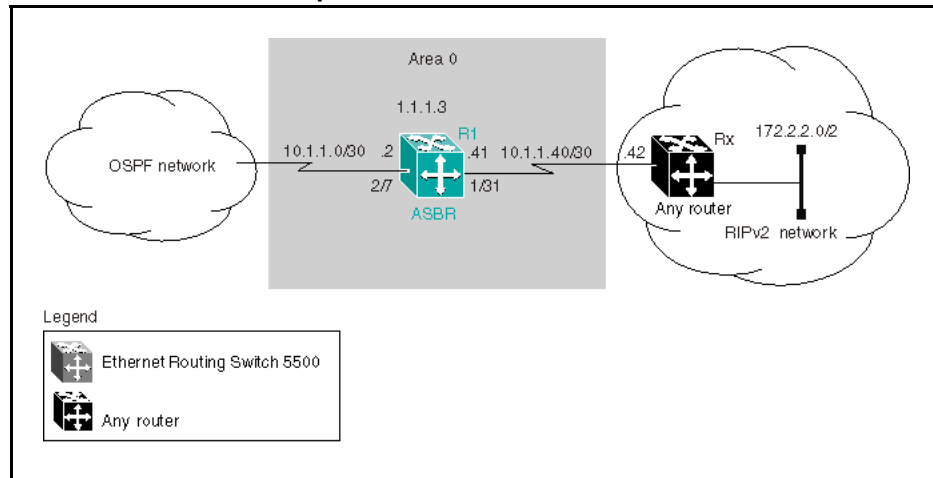 Area 0
1.1.1.3
R1
10.1.1.0/30 .2 .41 10.1.1.40/30 .42
2/7 1/31
ASBR
OSPF network
Rx
172.2.2.0/2
Any router
RIPv2 network
Legend
Ethernet Routing Switch 5500
Any router